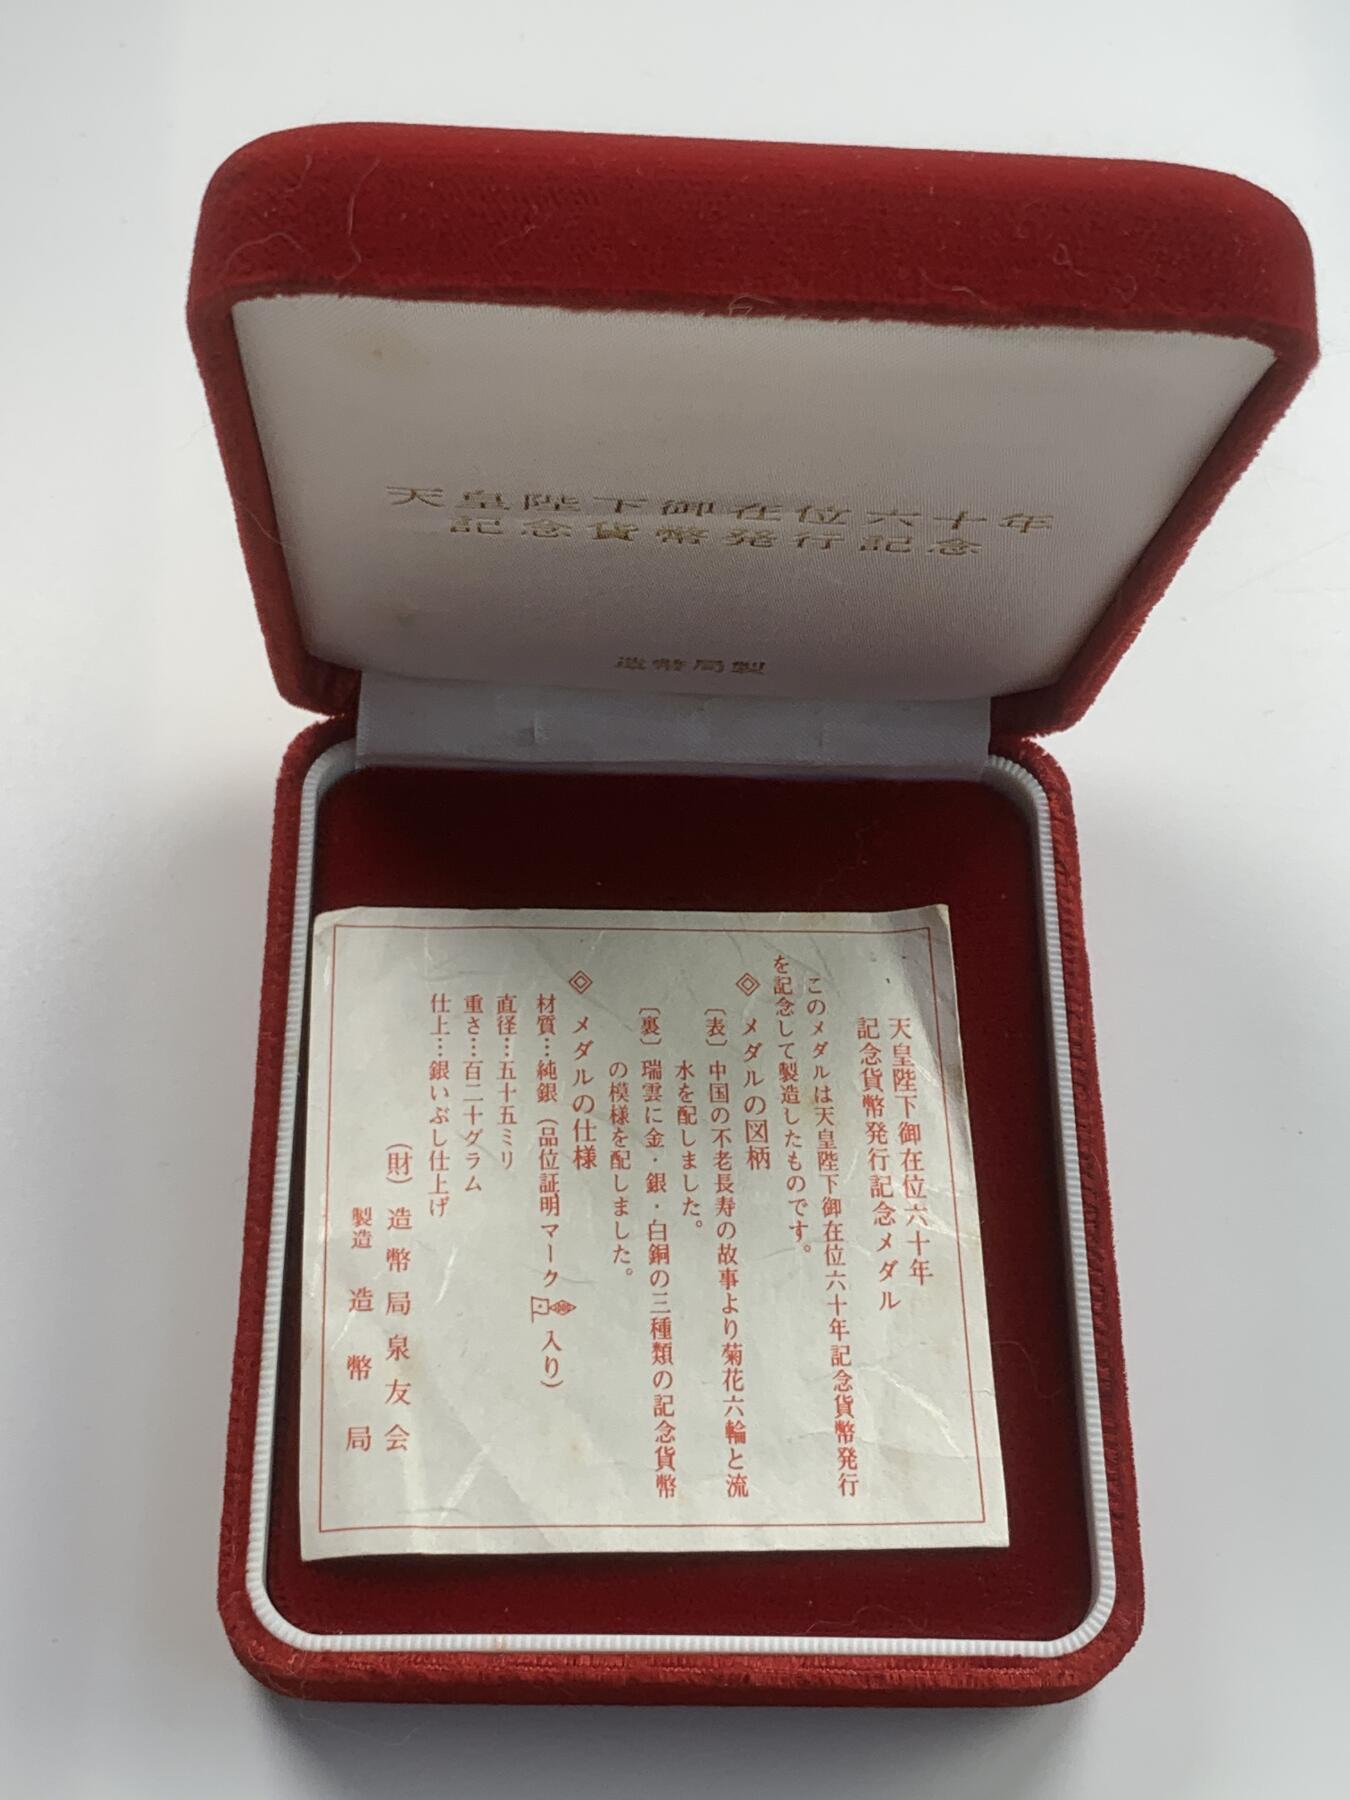 天皇陛下御在位六十年
記念貨幣発行記念
造幣局製
天皇陛下御在位六十年
記念貨幣発行記念メダル
このメダルは天皇陛下御在位六十年記念貨幣発行
を記念して製造したものです。
◈ メダルの図柄
〔表〕中国の不老長寿の故事より菊花六輪と流
水を配しました。
〔裏〕瑞雲に金・銀・白銅の三種類の記念貨幣
の模様を配しました。
◈ メダルの仕様
材質…純銀(品位証明マーク入り)
直径…五十五ミリ
重さ…百二十グラム
仕上…銀いぶし仕上げ
(財)造幣局泉友会
製造 造幣局